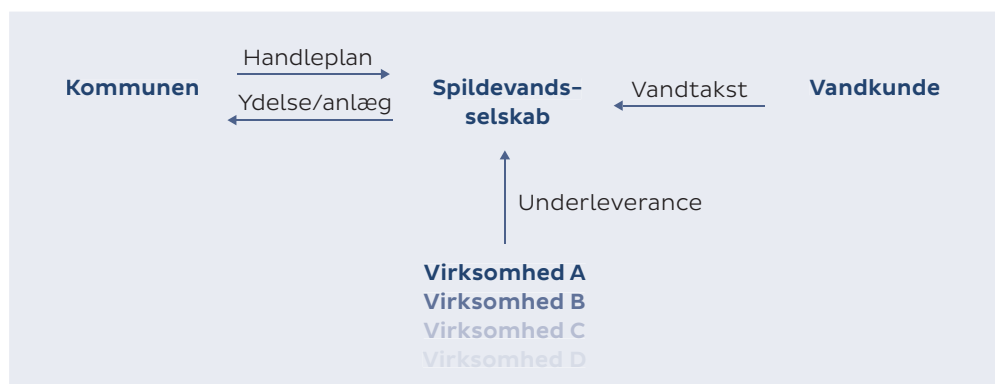 Handleplan
Kommunen
Ydelse/anlæg
Spildevands-
selskab
Vandtakst
Vandkunde
Underleverance
Virksomhed A
Virksomhed B
Virksomhed C
Virksomhed D